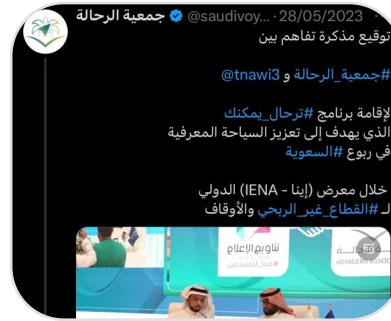 جمعية الرحالة @saudivoy... · 28/05/2023
توقيع مذكرة تفاهم بين
#جمعية_الرحالة و @tnawi3
لإقامة برنامج #ترحال_يمكنك
الذي يهدف إلى تعزيز السياحة المعرفية
في ربوع #السعودية
خلال معرض (إينا - IENA) الدولي
لـ #القطاع_غير_الربحي والأوقاف
تناويع الإعلام
VOYAGERS ASSOC